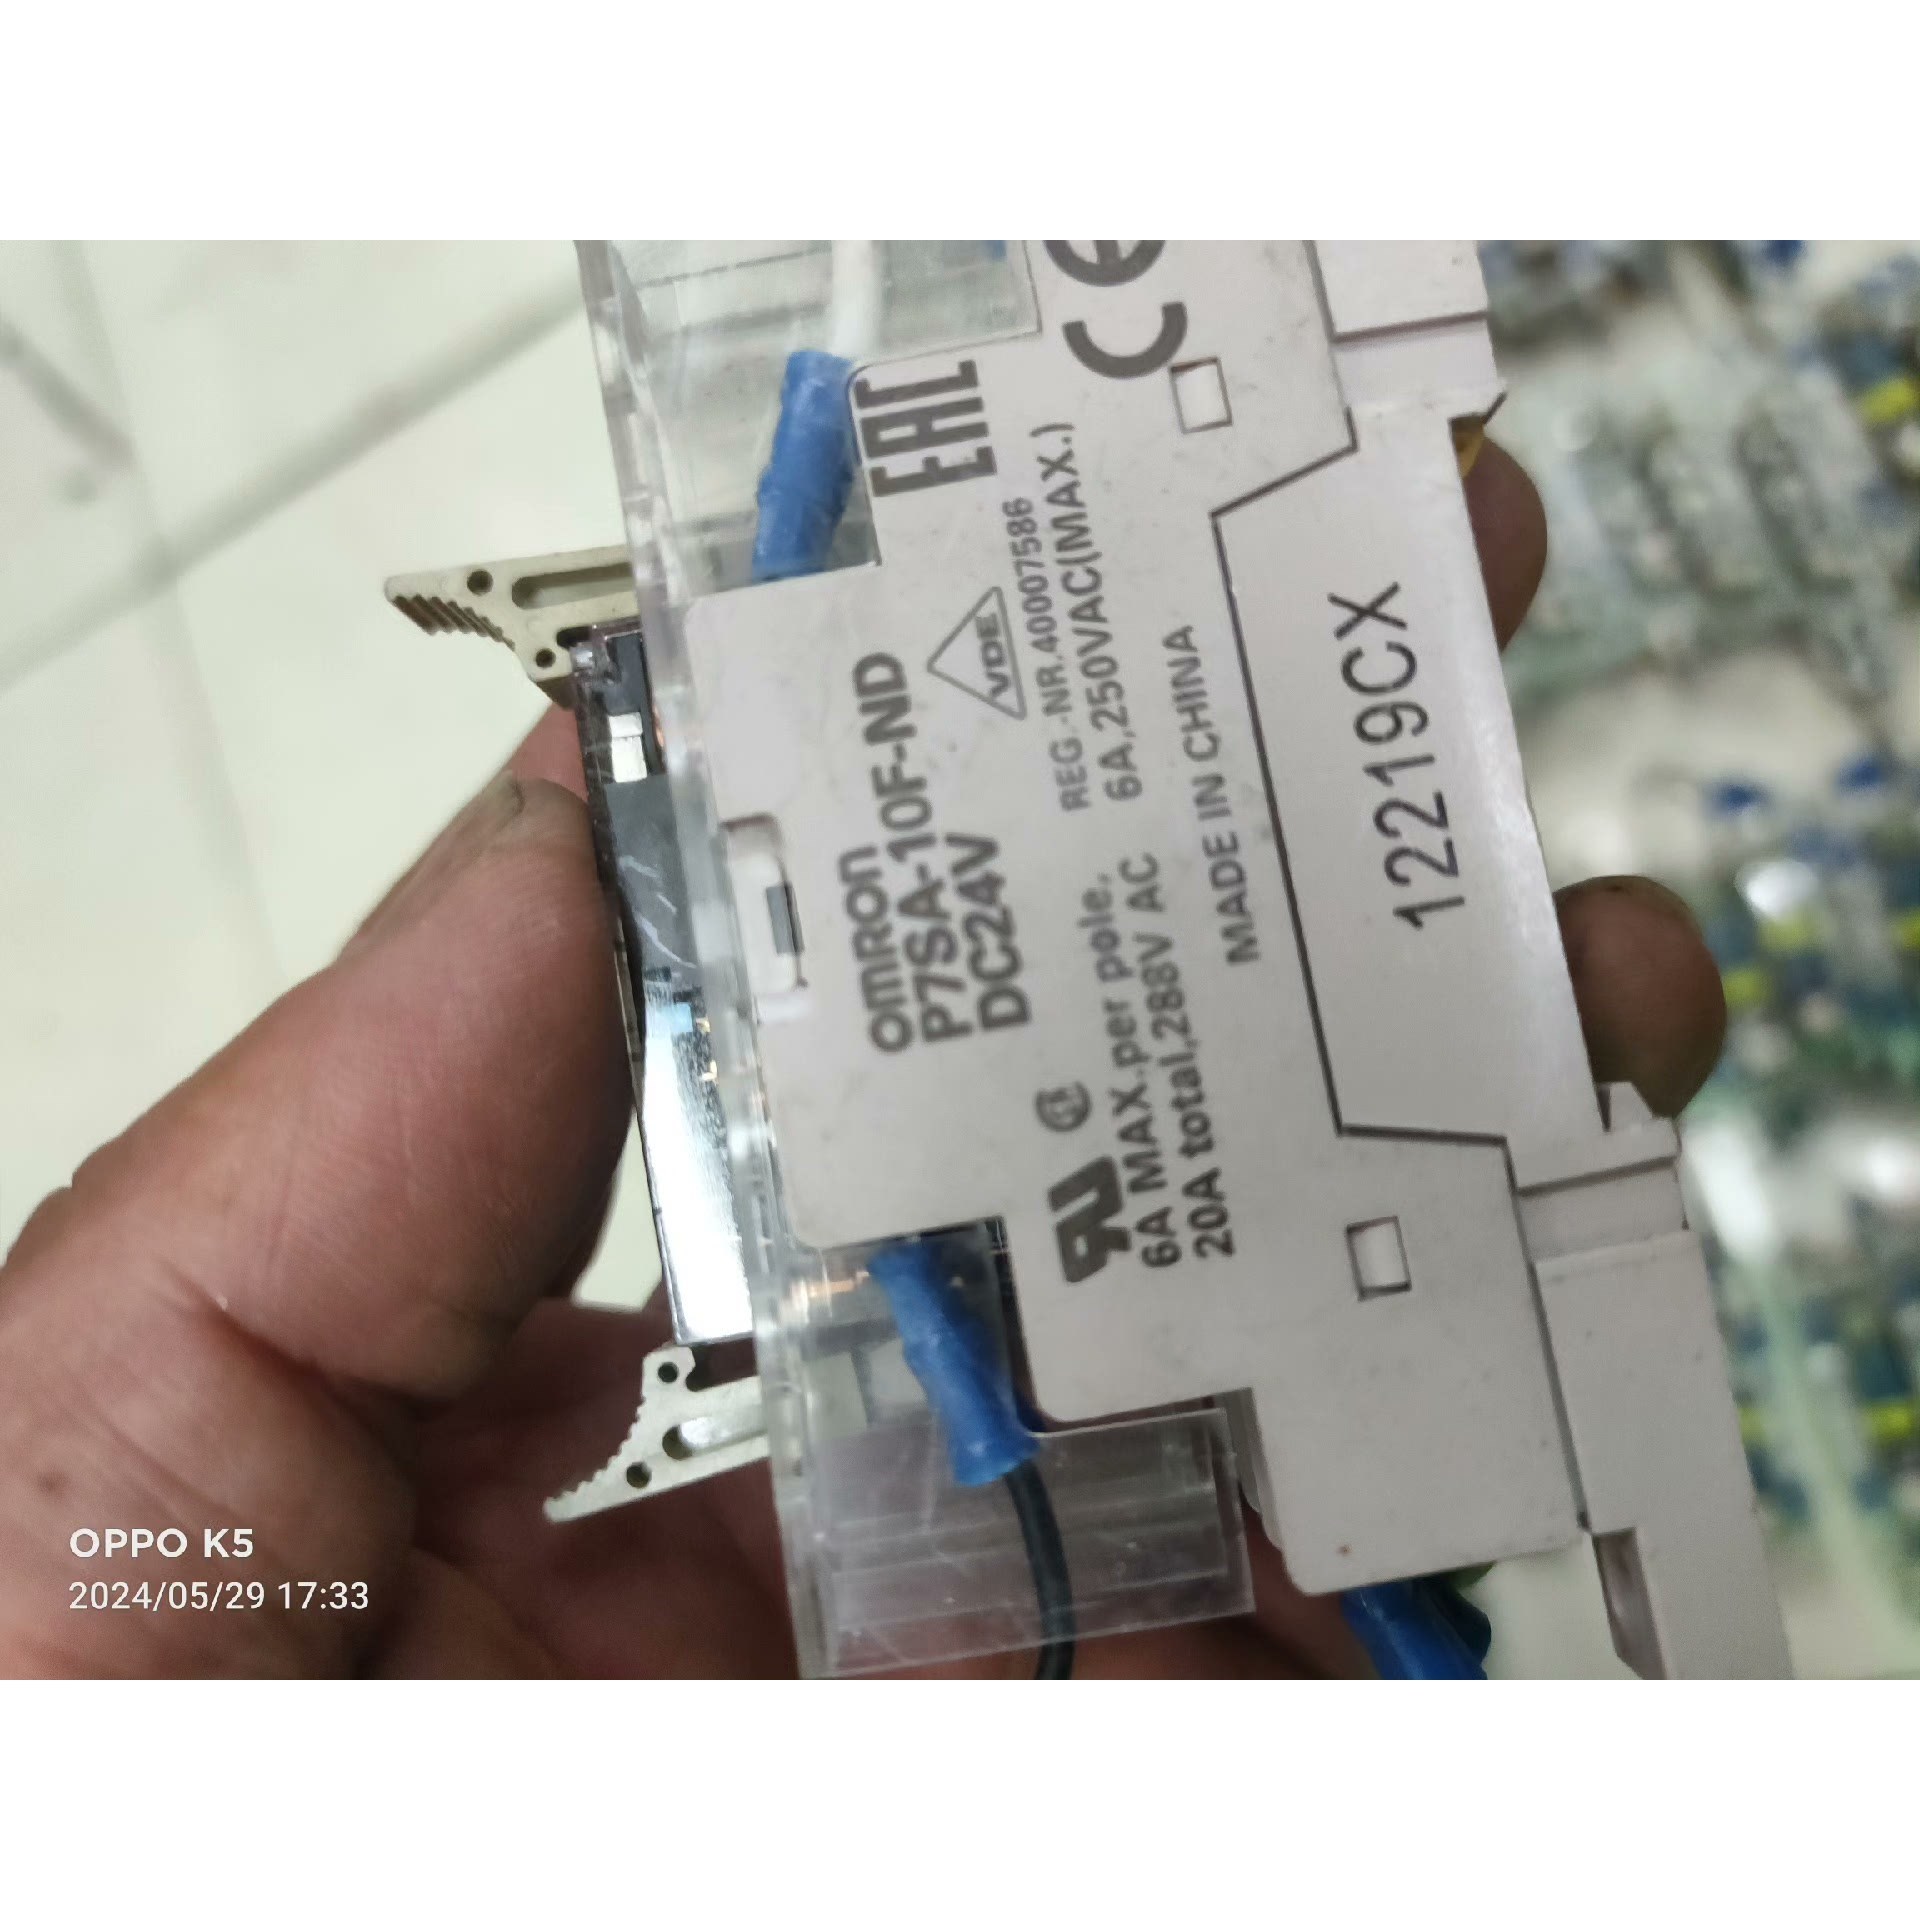 CE
EAC
omron
P7SA-10F-ND
DC24V
VDE
REG.-NR.40007586
6A,250VAC(MAX.)
6A MAX.per pole,
20A total,288V AC
MADE IN CHINA
12219CX
OPPO K5
2024/05/29 17:33